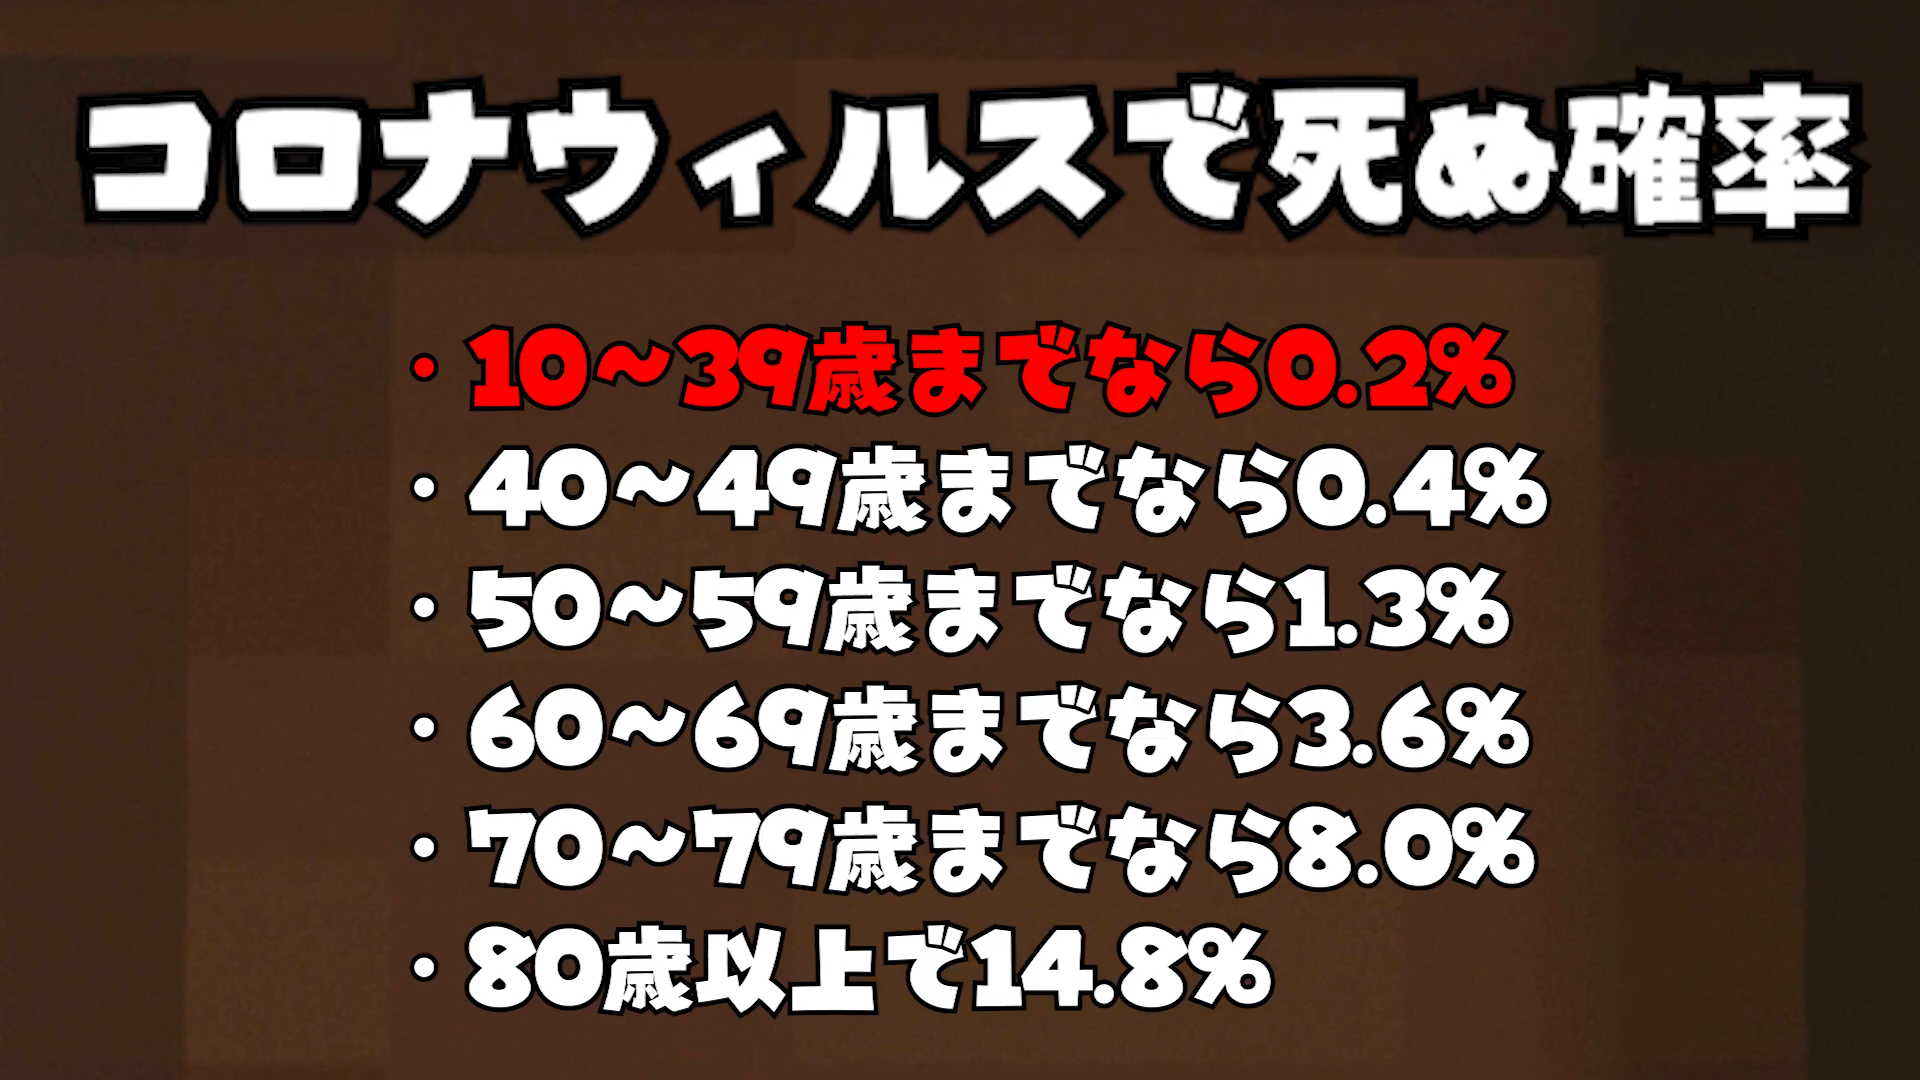 コロナウィルスで死ぬ確率
・10～39歳までなら0.2%
・40～49歳までなら0.4%
・50～59歳までなら1.3%
・60～69歳までなら3.6%
・70～79歳までなら8.0%
・80歳以上で14.8%